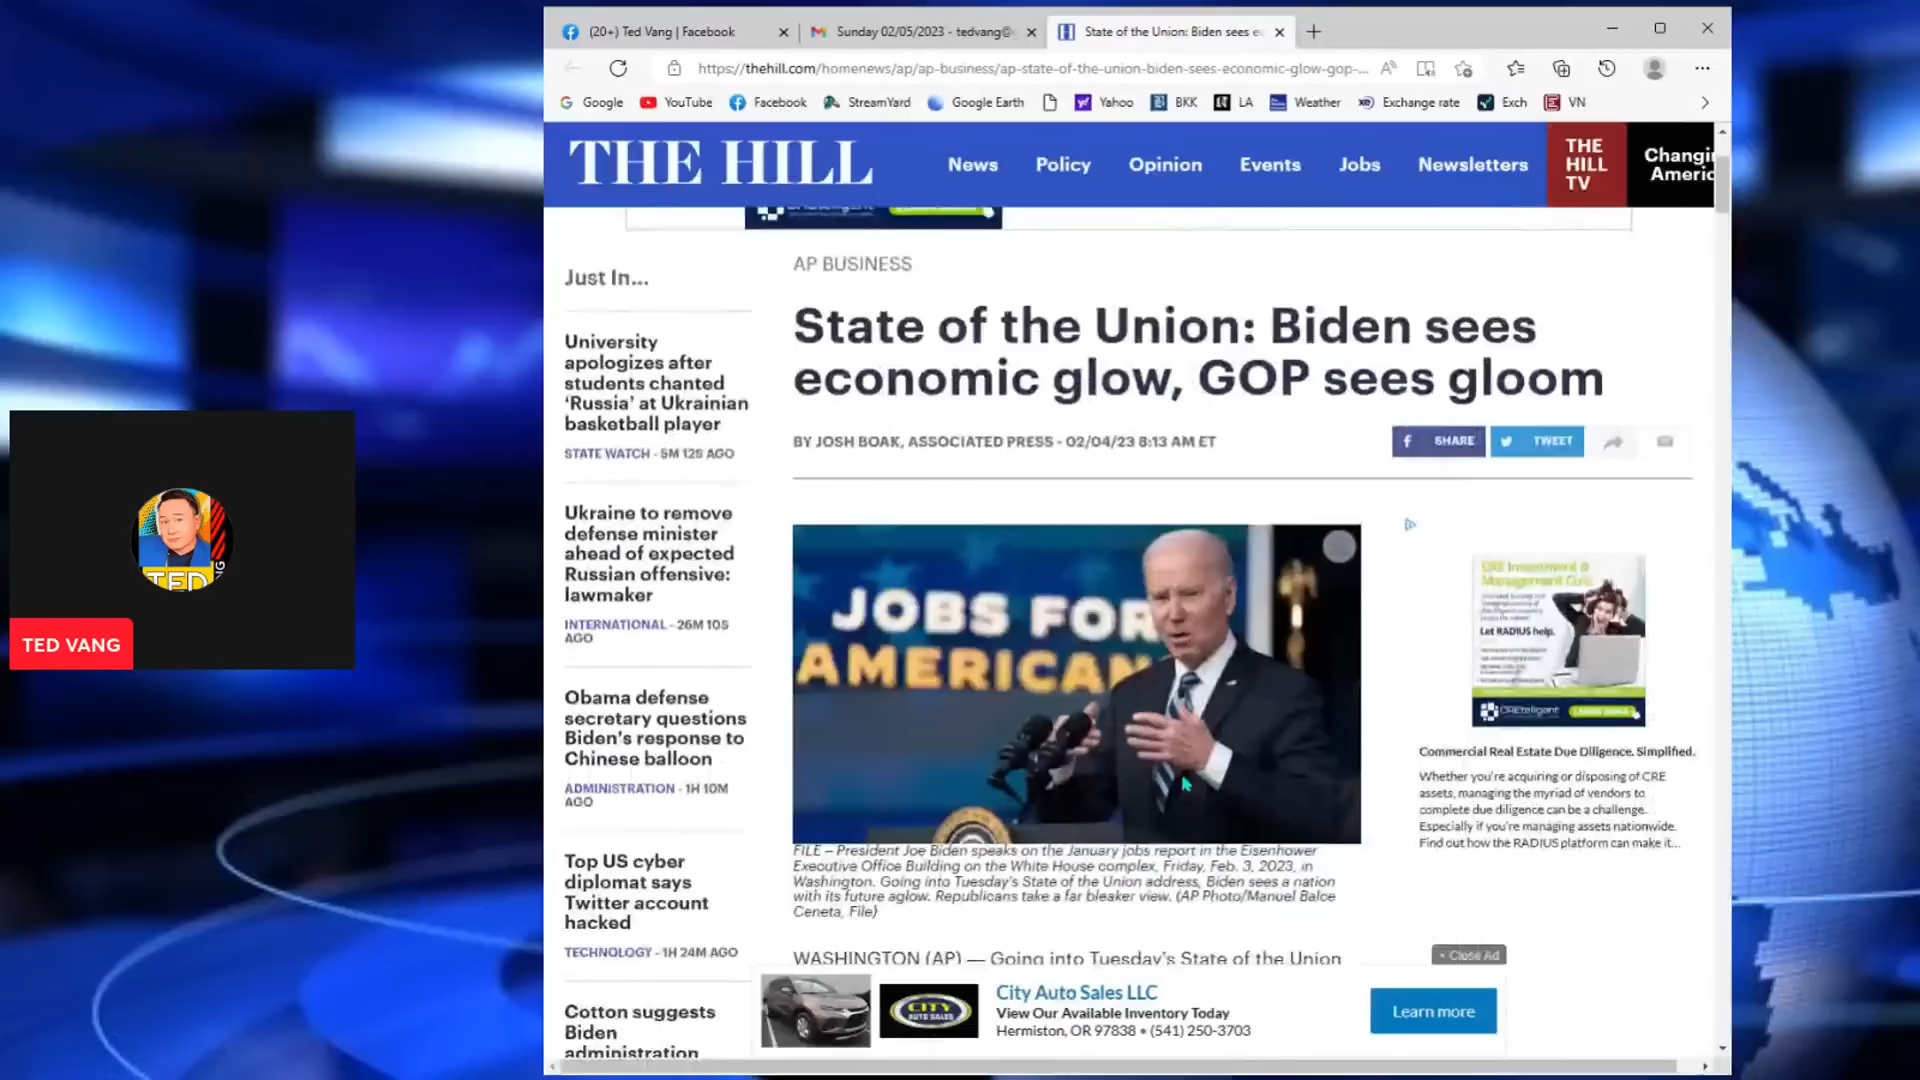 (20+) Ted Vang | Facebook
Sunday 02/05/2023 - tedvang@
State of the Union: Biden sees e
https://thehill.com/homenews/ap/ap-business/ap-state-of-the-union-biden-sees-economic-glow-gop-...
Google YouTube Facebook StreamYard Google Earth Yahoo BKK LA Weather Exchange rate Exch VN
THE HILL
News Policy Opinion Events Jobs Newsletters
THE
HILL
TV
Changi
Americ
Just In...
University
apologizes after
students chanted
‘Russia’ at Ukrainian
basketball player
STATE WATCH - 5M 12S AGO
Ukraine to remove
defense minister
ahead of expected
Russian offensive:
lawmaker
INTERNATIONAL - 26M 10S
AGO
Obama defense
secretary questions
Biden’s response to
Chinese balloon
ADMINISTRATION - 1H 10M
AGO
Top US cyber
diplomat says
Twitter account
hacked
TECHNOLOGY - 1H 24M AGO
Cotton suggests
Biden
administration
AP BUSINESS
State of the Union: Biden sees
economic glow, GOP sees gloom
BY JOSH BOAK, ASSOCIATED PRESS - 02/04/23 8:13 AM ET
SHARE
TWEET
JOBS FOR
AMERICAN
FILE – President Joe Biden speaks on the January jobs report in the Eisenhower
Executive Office Building on the White House complex, Friday, Feb. 3, 2023, in
Washington. Going into Tuesday’s State of the Union address, Biden sees a nation
with its future aglow. Republicans take a far bleaker view. (AP Photo/Manuel Balce
Ceneta, File)
WASHINGTON (AP) — Going into Tuesday’s State of the Union
Let RADIUS help.
Commercial Real Estate Due Diligence. Simplified.
Whether you’re acquiring or disposing of CRE
assets, managing the myriad of vendors to
complete due diligence can be a challenge.
Especially if you’re managing assets nationwide.
Find out how the RADIUS platform can make it...
× Close Ad
CITY
AUTO SALES
City Auto Sales LLC
View Our Available Inventory Today
Hermiston, OR 97838 • (541) 250-3703
Learn more
TED
TED VANG